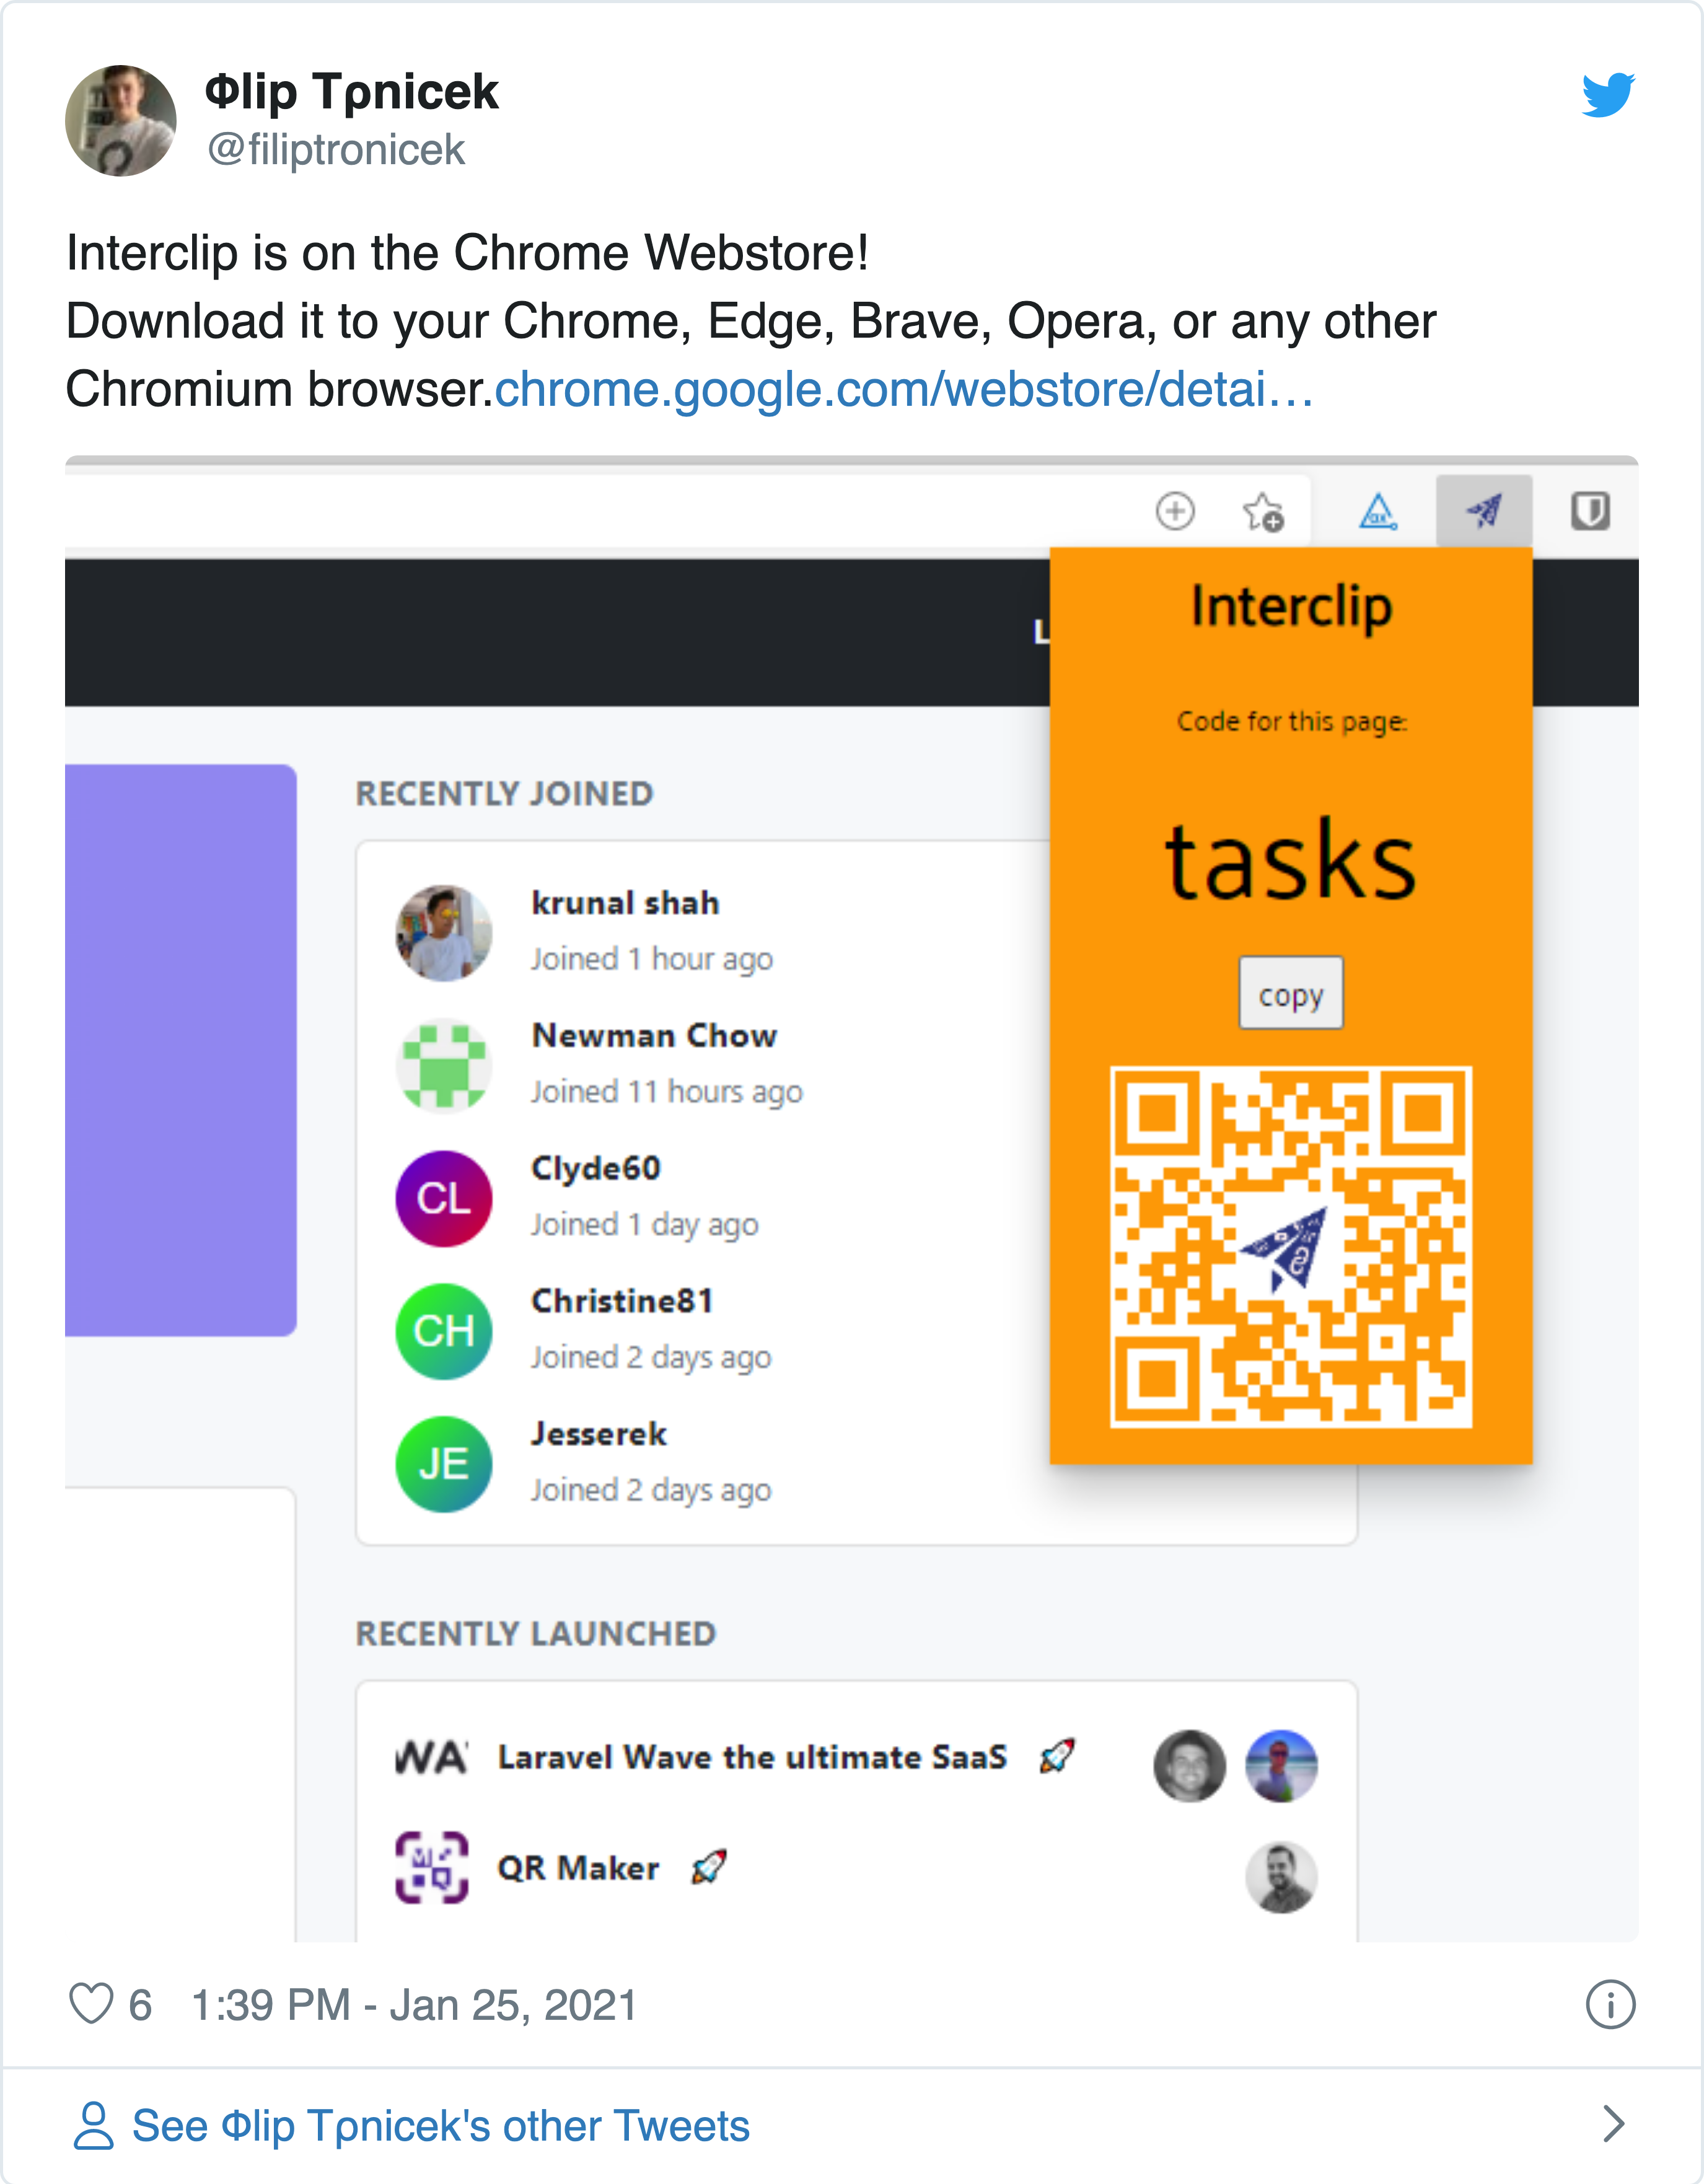 Φlip Tρnicek
@filiptronicek
Interclip is on the Chrome Webstore!
Download it to your Chrome, Edge, Brave, Opera, or any other
Chromium browser.chrome.google.com/webstore/detai…
Interclip
Code for this page:
tasks
copy
RECENTLY JOINED
krunal shah
Joined 1 hour ago
Newman Chow
Joined 11 hours ago
CL
Clyde60
Joined 1 day ago
CH
Christine81
Joined 2 days ago
JE
Jesserek
Joined 2 days ago
RECENTLY LAUNCHED
WA
Laravel Wave the ultimate SaaS 🚀
QR Maker 🚀
6 1:39 PM - Jan 25, 2021
See Φlip Tρnicek's other Tweets